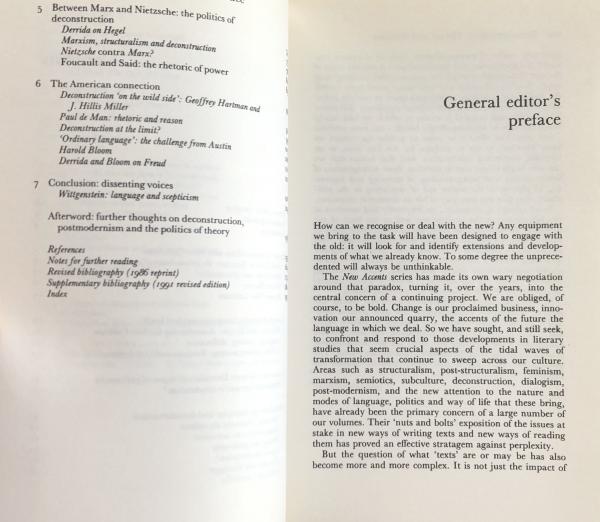 5 Between Marx and Nietzsche: the politics of
deconstruction
Derrida on Hegel
Marxism, structuralism and deconstruction
Nietzsche contra Marx?
Foucault and Said: the rhetoric of power
6 The American connection
Deconstruction 'on the wild side': Geoffrey Hartman and
J. Hillis Miller
Paul de Man: rhetoric and reason
Deconstruction at the limit?
'Ordinary language': the challenge from Austin
Harold Bloom
Derrida and Bloom on Freud
7 Conclusion: dissenting voices
Wittgenstein: language and scepticism
Afterword: further thoughts on deconstruction,
postmodernism and the politics of theory
References
Notes for further reading
Revised bibliography (1986 reprint)
Supplementary bibliography (1991 revised edition)
Index
General editor's
preface
How can we recognise or deal with the new? Any equipment
we bring to the task will have been designed to engage with
the old: it will look for and identify extensions and develop-
ments of what we already know. To some degree the unprece-
dented will always be unthinkable.
The New Accents series has made its own wary negotiation
around that paradox, turning it, over the years, into the
central concern of a continuing project. We are obliged, of
course, to be bold. Change is our proclaimed business, inno-
vation our announced quarry, the accents of the future the
language in which we deal. So we have sought, and still seek,
to confront and respond to those developments in literary
studies that seem crucial aspects of the tidal waves of
transformation that continue to sweep across our culture.
Areas such as structuralism, post-structuralism, feminism,
marxism, semiotics, subculture, deconstruction, dialogism,
post-modernism, and the new attention to the nature and
modes of language, politics and way of life that these bring,
have already been the primary concern of a large number of
our volumes. Their 'nuts and bolts' exposition of the issues at
stake in new ways of writing texts and new ways of reading
them has proved an effective stratagem against perplexity.
But the question of what 'texts' are or may be has also
become more and more complex. It is not just the impact of